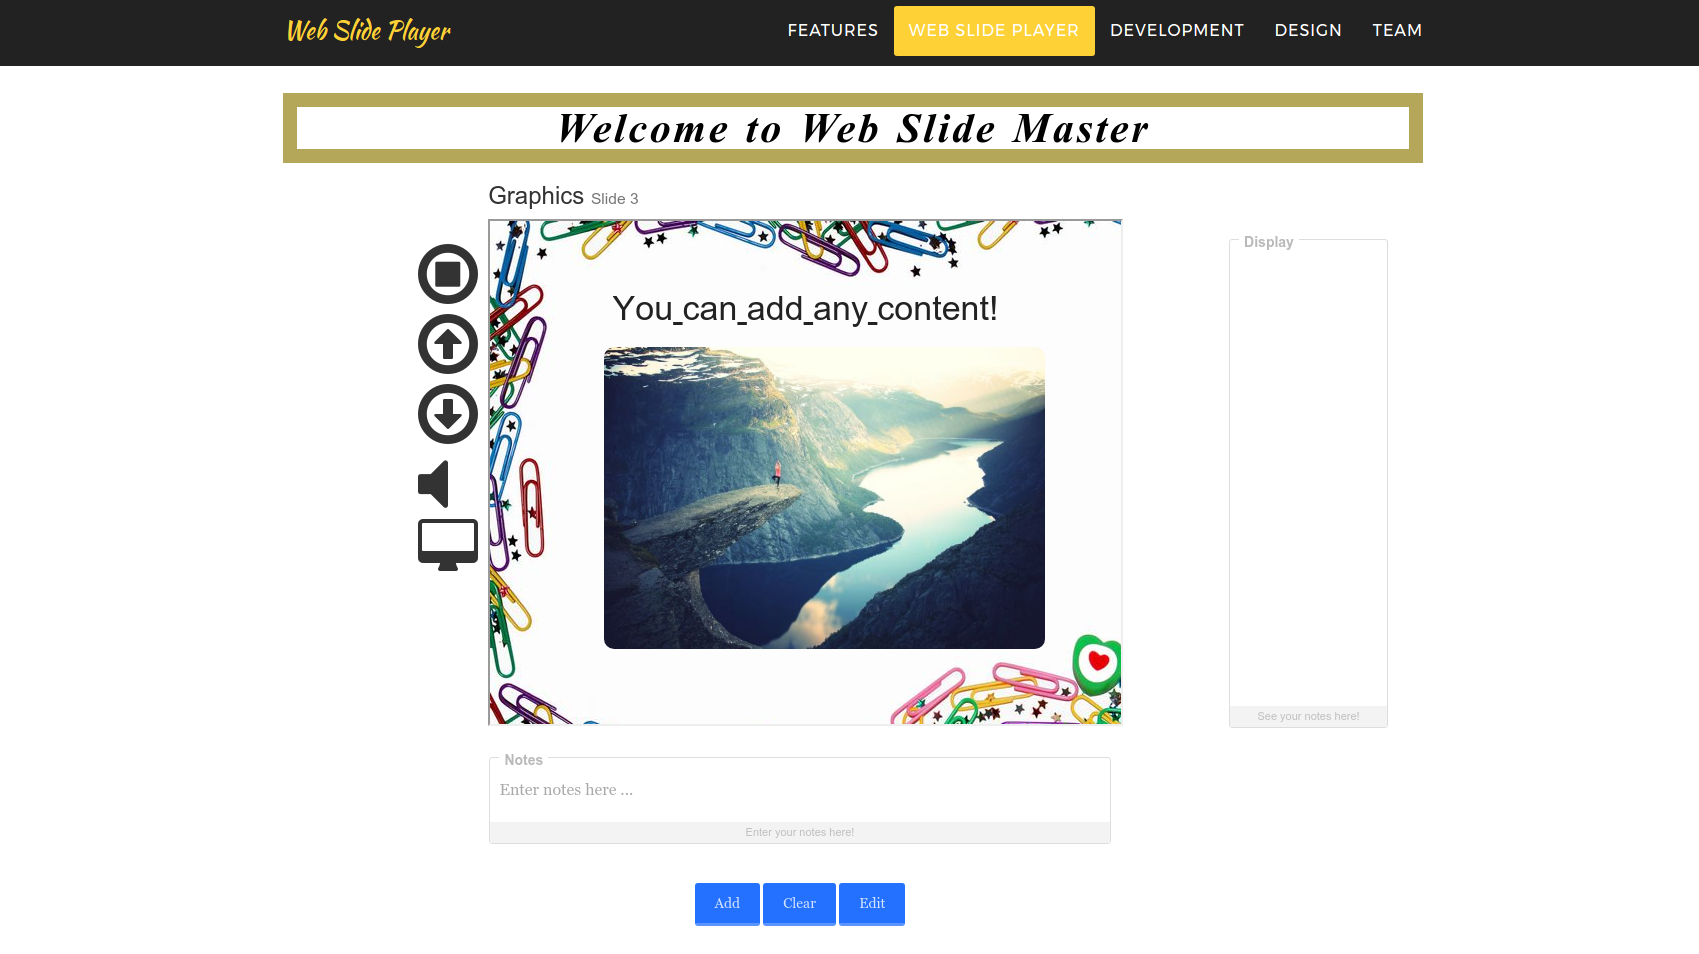 Web Slide Player
FEATURES
WEB SLIDE PLAYER
DEVELOPMENT
DESIGN
TEAM
Welcome to Web Slide Master
Graphics Slide 3
You_can_add_any_content!
Display
See your notes here!
Notes
Enter notes here ...
Enter your notes here!
Add
Clear
Edit